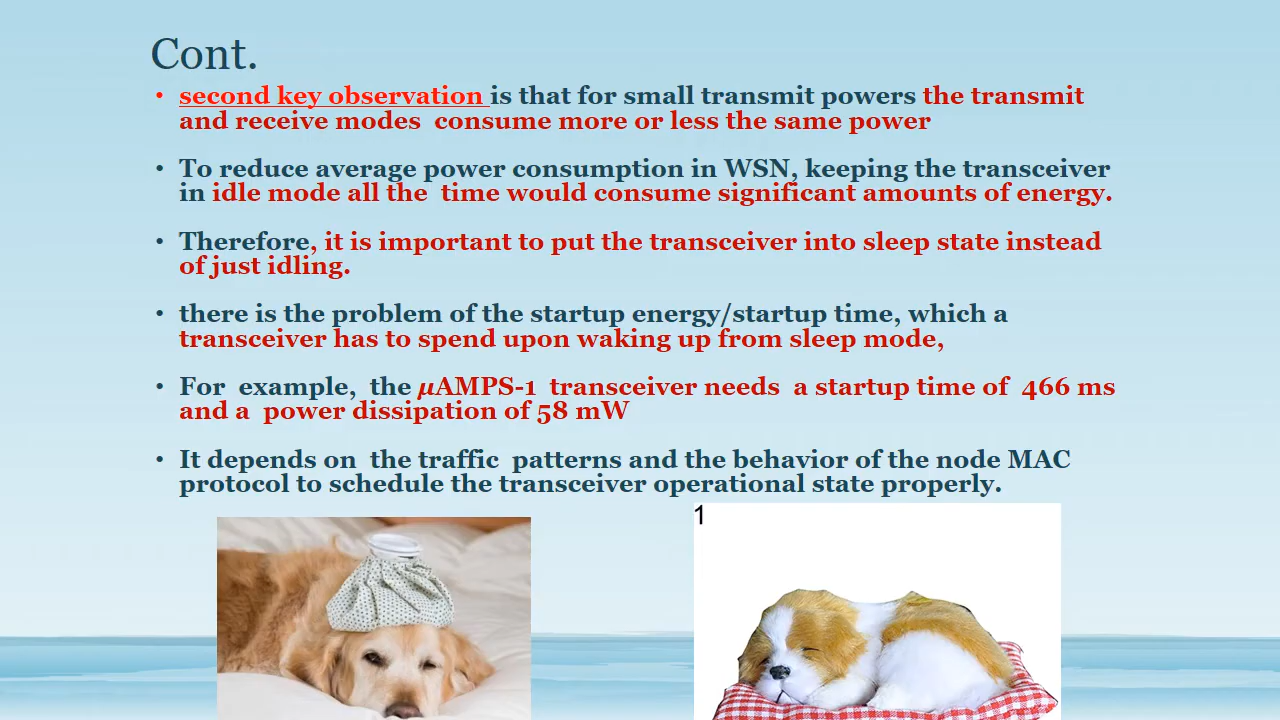 Cont.
• second key observation is that for small transmit powers the transmit
and receive modes consume more or less the same power
• To reduce average power consumption in WSN, keeping the transceiver
in idle mode all the time would consume significant amounts of energy.
• Therefore, it is important to put the transceiver into sleep state instead
of just idling.
• there is the problem of the startup energy/startup time, which a
transceiver has to spend upon waking up from sleep mode,
• For example, the μAMPS-1 transceiver needs a startup time of 466 ms
and a power dissipation of 58 mW
• It depends on the traffic patterns and the behavior of the node MAC
protocol to schedule the transceiver operational state properly.
1